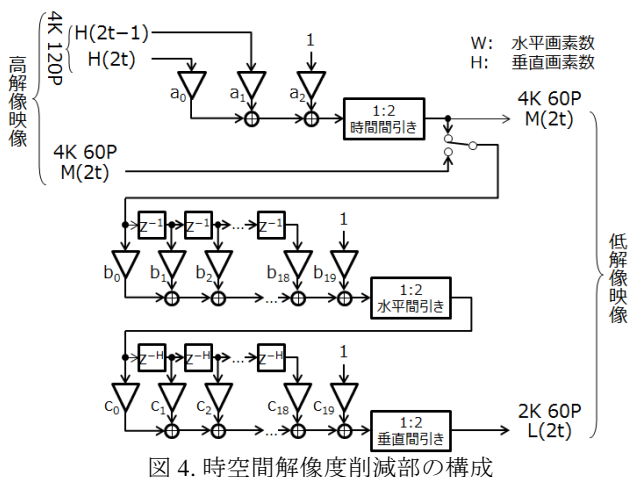 高解像映像
4K 120P
H(2t−1)
H(2t)
1
W: 水平画素数
H: 垂直画素数
a0
a1
a2
1:2
時間間引き
4K 60P
M(2t)
4K 60P
M(2t)
低解像映像
z−1
z−1
...
z−1
1
b0
b1
b2
b18
b19
...
1:2
水平間引き
z−H
z−H
...
z−H
1
c0
c1
c2
c18
c19
...
1:2
垂直間引き
2K 60P
L(2t)
図 4. 時空間解像度削減部の構成